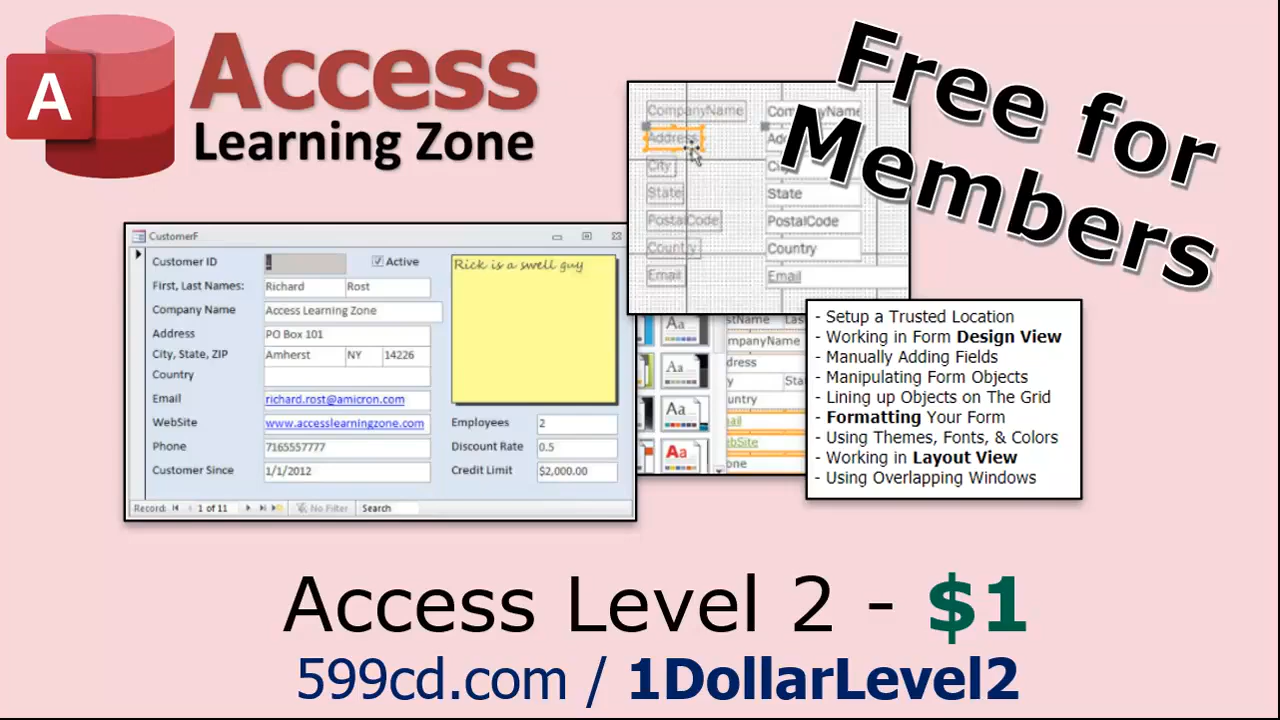 A
Access
Learning Zone
Free for
Members
CompanyName CompanyName
Address
City
State State
PostalCode PostalCode
Country Country
Email Email
CustomerF
Customer ID
Active
First, Last Names: Richard Rost
Company Name Access Learning Zone
Address PO Box 101
City, State, ZIP Amherst NY 14226
Country
Email richard.rost@amicron.com
WebSite www.accesslearningzone.com
Phone 7165557777
Customer Since 1/1/2012
Rick is a swell guy
Employees 2
Discount Rate 0.5
Credit Limit $2,000.00
Record: 1 of 11 No Filter Search
Aa
Aa
Aa
Aa
- Setup a Trusted Location
- Working in Form Design View
- Manually Adding Fields
- Manipulating Form Objects
- Lining up Objects on The Grid
- Formatting Your Form
- Using Themes, Fonts, & Colors
- Working in Layout View
- Using Overlapping Windows
Access Level 2 - $1
599cd.com / 1DollarLevel2